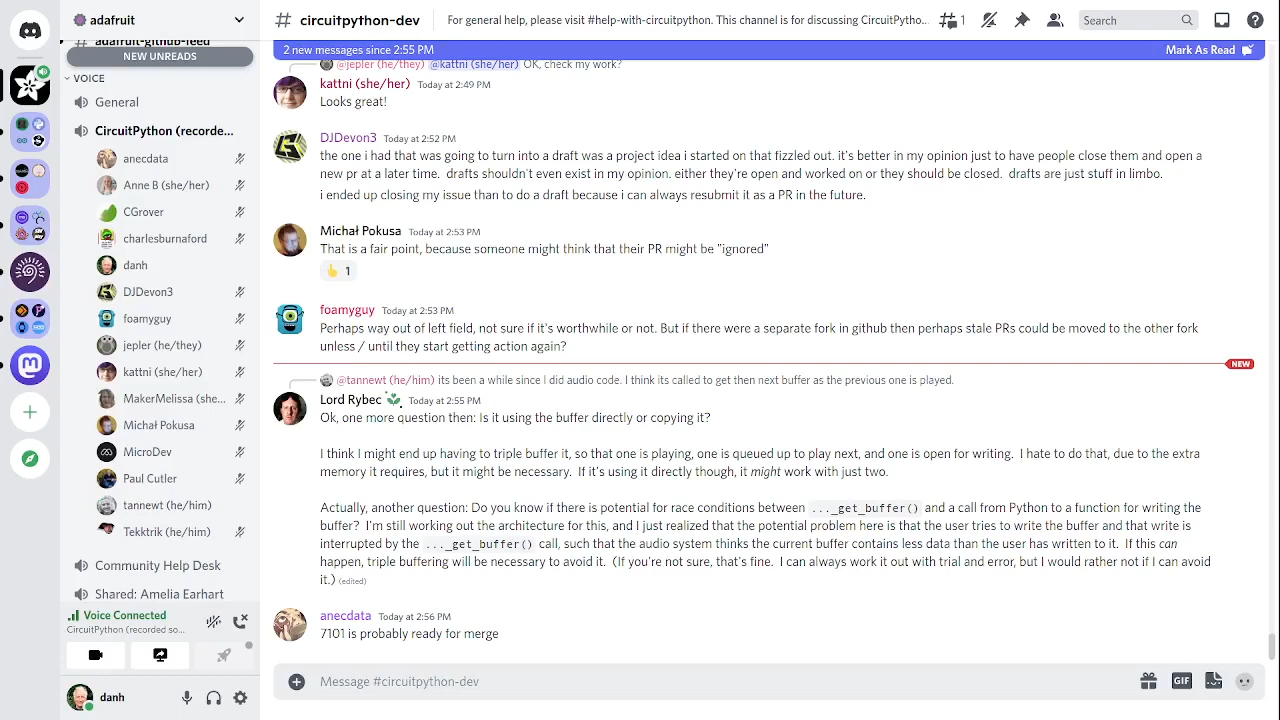 adafruit
adafruit-github-feed
NEW UNREADS
VOICE
General
CircuitPython (recorde...
anecdata
Anne B (she/her)
CGrover
charlesburnaford
danh
DJDevon3
foamyguy
jepler (he/they)
kattni (she/her)
MakerMelissa (she...
Michał Pokusa
MicroDev
Paul Cutler
tannewt (he/him)
Tekktrik (he/him)
Community Help Desk
Shared: Amelia Earhart
Voice Connected
CircuitPython (recorded so...
danh
# circuitpython-dev
For general help, please visit #help-with-circuitpython. This channel is for discussing CircuitPytho...
1
Search
2 new messages since 2:55 PM
Mark As Read
@jepler (he/they) @kattni (she/her) OK, check my work?
kattni (she/her) Today at 2:49 PM
Looks great!
DJDevon3 Today at 2:52 PM
the one i had that was going to turn into a draft was a project idea i started on that fizzled out. it's better in my opinion just to have people close them and open a
new pr at a later time. drafts shouldn't even exist in my opinion. either they're open and worked on or they should be closed. drafts are just stuff in limbo.
i ended up closing my issue than to do a draft because i can always resubmit it as a PR in the future.
Michał Pokusa Today at 2:53 PM
That is a fair point, because someone might think that their PR might be "ignored"
1
foamyguy Today at 2:53 PM
Perhaps way out of left field, not sure if it's worthwhile or not. But if there were a separate fork in github then perhaps stale PRs could be moved to the other fork
unless / until they start getting action again?
NEW
@tannewt (he/him) its been a while since I did audio code. I think its called to get then next buffer as the previous one is played.
Lord Rybec Today at 2:55 PM
Ok, one more question then: Is it using the buffer directly or copying it?
I think I might end up having to triple buffer it, so that one is playing, one is queued up to play next, and one is open for writing. I hate to do that, due to the extra
memory it requires, but it might be necessary. If it's using it directly though, it might work with just two.
Actually, another question: Do you know if there is potential for race conditions between ..._get_buffer() and a call from Python to a function for writing the
buffer? I'm still working out the architecture for this, and I just realized that the potential problem here is that the user tries to write the buffer and that write is
interrupted by the ..._get_buffer() call, such that the audio system thinks the current buffer contains less data than the user has written to it. If this can
happen, triple buffering will be necessary to avoid it. (If you're not sure, that's fine. I can always work it out with trial and error, but I would rather not if I can avoid
it.) (edited)
anecdata Today at 2:56 PM
7101 is probably ready for merge
Message #circuitpython-dev
GIF